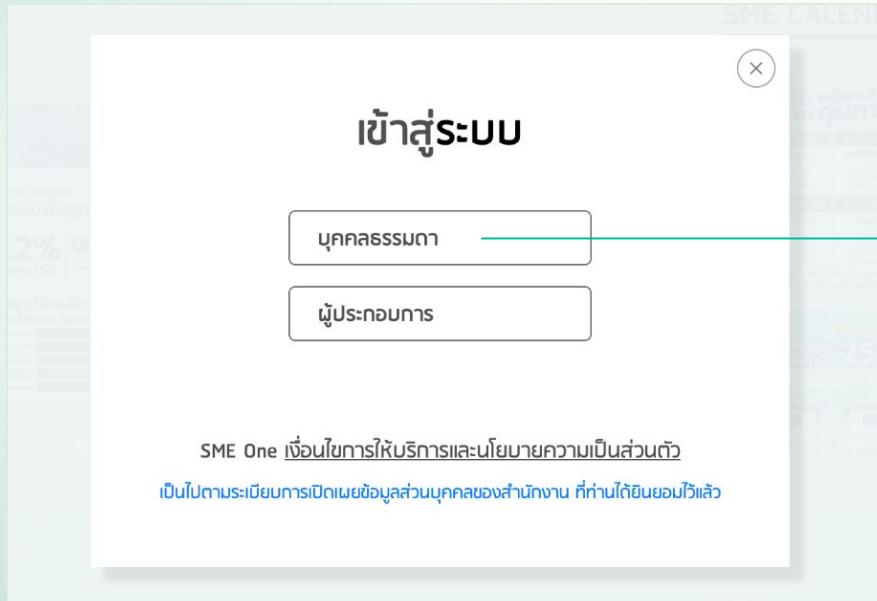 SME CALEN
เข้าสู่ระบบ
บุคคลธรรมดา
ผู้ประกอบการ
SME One เงื่อนไขการให้บริการและนโยบายความเป็นส่วนตัว
เป็นไปตามระเบียบการเปิดเผยข้อมูลส่วนบุคคลของสำนักงาน ที่ท่านได้ยินยอมไว้แล้ว